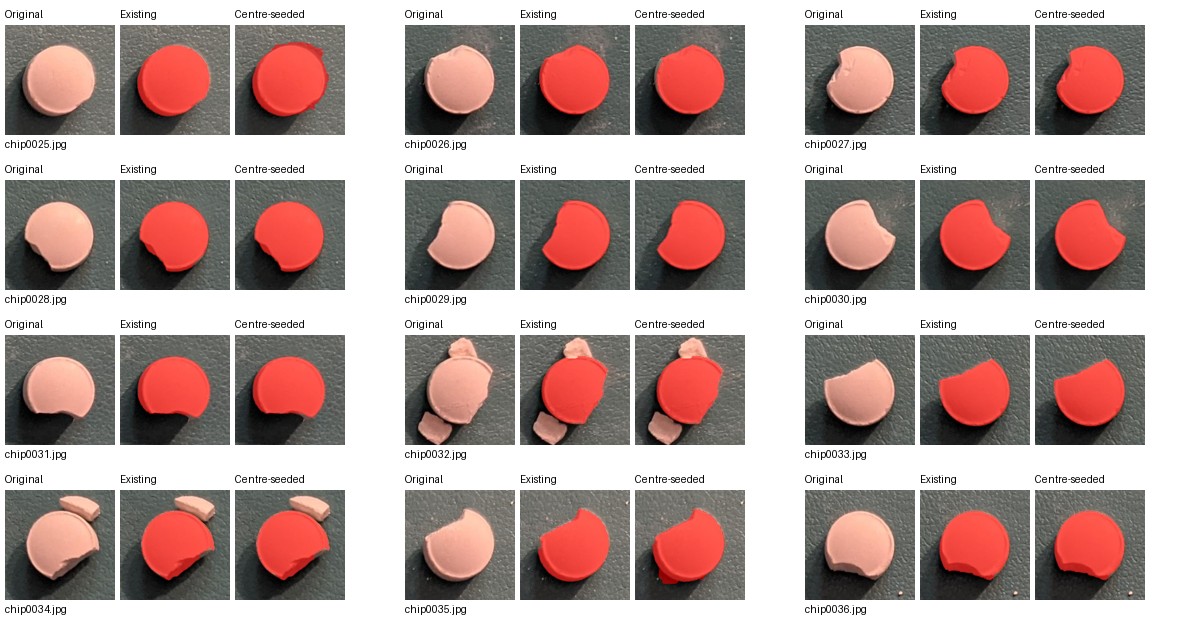 Original Existing Centre-seeded Original Existing Centre-seeded Original Existing Centre-seeded
chip0025.jpg chip0026.jpg chip0027.jpg
Original Existing Centre-seeded Original Existing Centre-seeded Original Existing Centre-seeded
chip0028.jpg chip0029.jpg chip0030.jpg
Original Existing Centre-seeded Original Existing Centre-seeded Original Existing Centre-seeded
chip0031.jpg chip0032.jpg chip0033.jpg
Original Existing Centre-seeded Original Existing Centre-seeded Original Existing Centre-seeded
chip0034.jpg chip0035.jpg chip0036.jpg